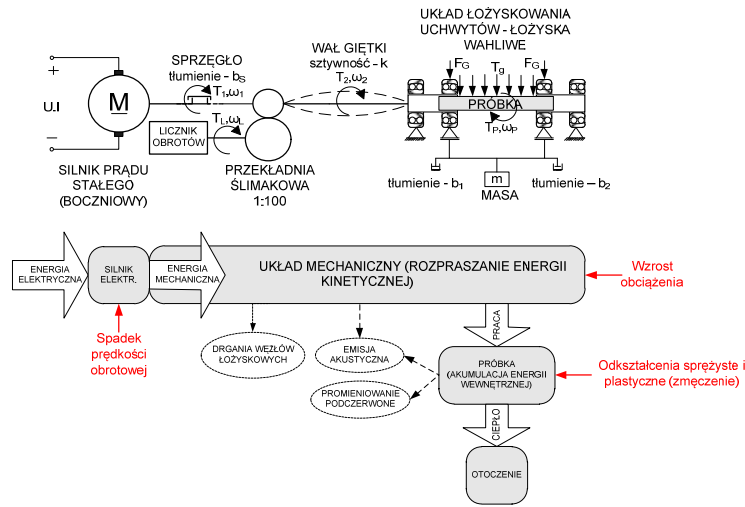 UKŁAD ŁOŻYSKOWANIA
UCHWYTÓW - ŁOŻYSKA
WAHLIWE
WAŁ GIĘTKI
sztywność - k
T₂,ω₂
SPRZĘGŁO
tłumienie - bS
T₁,ω₁
FG
Tg
FG
+
U.I
M
–
PRÓBKA
TP,ωP
LICZNIK
OBROTÓW
TL,ωL
SILNIK PRĄDU
STAŁEGO
(BOCZNIOWY)
PRZEKŁADNIA
ŚLIMAKOWA
1:100
tłumienie - b₁
m
MASA
tłumienie – b₂
ENERGIA
ELEKTRYCZNA
SILNIK
ELEKTR.
ENERGIA
MECHANICZNA
UKŁAD MECHANICZNY (ROZPRASZANIE ENERGII
KINETYCZNEJ)
Wzrost
obciążenia
Spadek
prędkości
obrotowej
DRGANIA WĘZŁÓW
ŁOŻYSKOWYCH
EMISJA
AKUSTYCZNA
PRACA
PROMIENIOWANIE
PODCZERWONE
PRÓBKA
(AKUMULACJA ENERGII
WEWNĘTRZNEJ)
Odkształcenia sprężyste i
plastyczne (zmęczenie)
CIEPŁO
OTOCZENIE